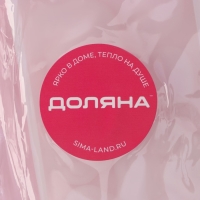 ЯРКО В ДОМЕ, ТЕПЛО НА ДУШЕ
ДОЛЯНА
SIMA-LAND.RU